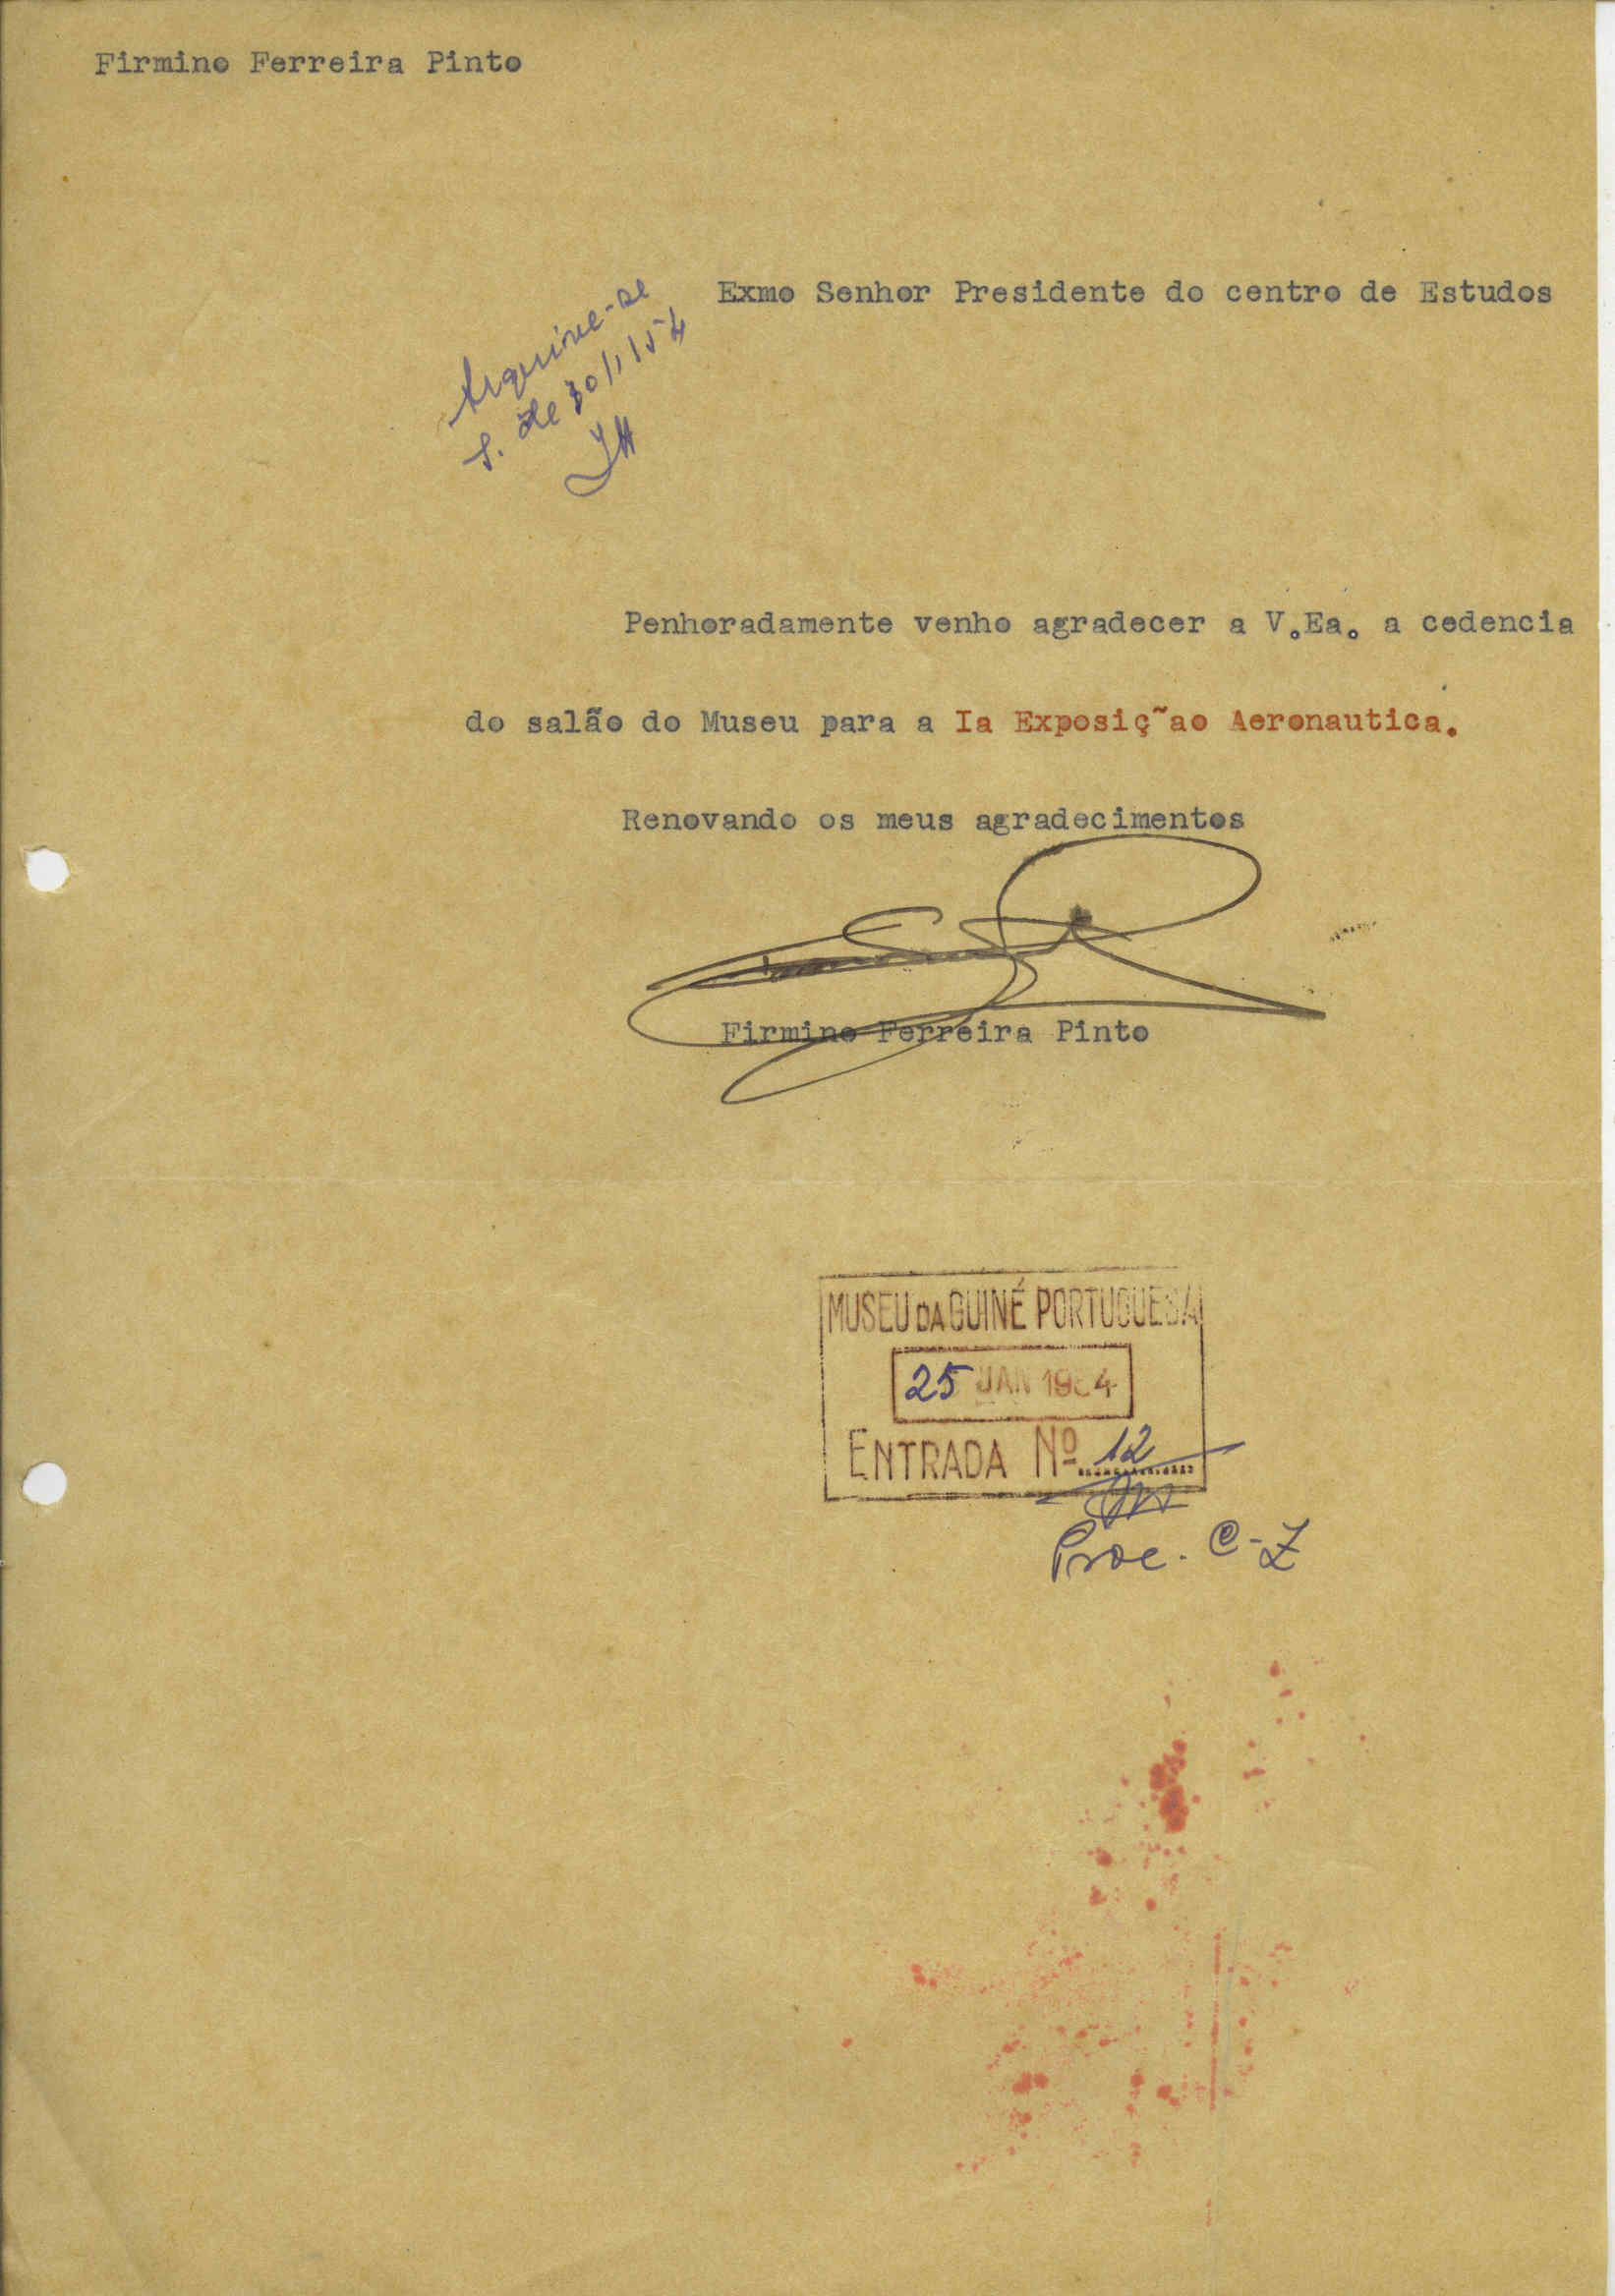 Firmino Ferreira Pinto
Exmo Senhor Presidente do centro de Estudos
Arquive-se
S. de 30/1/54
Penhoradamente venho agradecer a V.Ea. a cedencia
do salão do Museu para a Ia Exposiç~ao Aeronautica.
Renovando os meus agradecimentos
Firmino Ferreira Pinto
MUSEU DA GUINÉ PORTUGUESA
25 JAN 1954
ENTRADA Nº 12
Proc. C-Z